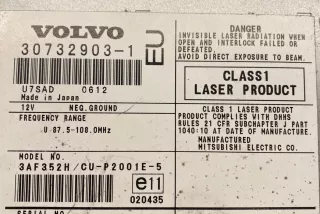 VOLVO
30732903-1
EU
U7SAD 0612
Made in Japan
12V NEG.GROUND
FREQUENCY RANGE
U 87.5-108.0MHz
MODEL NO.
3AF352H/CU-P2001E-5
e11
020435
SERIAL NO.
DANGER
INVISIBLE LASER RADIATION WHEN
OPEN AND INTERLOCK FAILED OR
DEFEATED.
AVOID DIRECT EXPOSURE TO BEAM.
CLASS1
LASER PRODUCT
CLASS 1 LASER PRODUCT
PRODUCT COMPLIES WITH DHHS
RULES 21 CFR SUBCHAPTER J PART
1040:10 AT DATE OF MANUFACTURE.
MANUFACTURED
MITSUBISHI ELECTRIC CO.